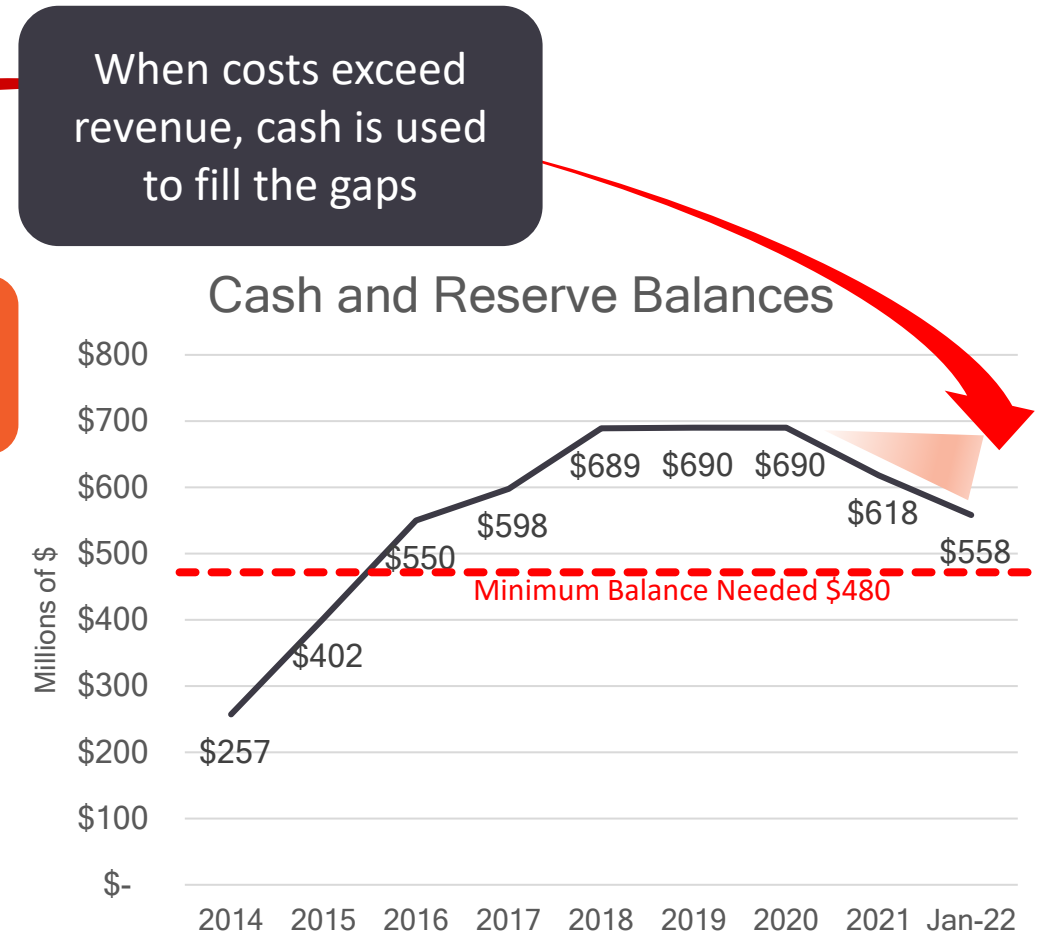 When costs exceed
revenue, cash is used
to fill the gaps
Cash and Reserve Balances
Millions of $
$800
$700
$600
$500
$400
$300
$200
$100
$-
$257
$402
$550
$598
$689
$690
$690
$618
$558
Minimum Balance Needed $480
2014 2015 2016 2017 2018 2019 2020 2021 Jan-22